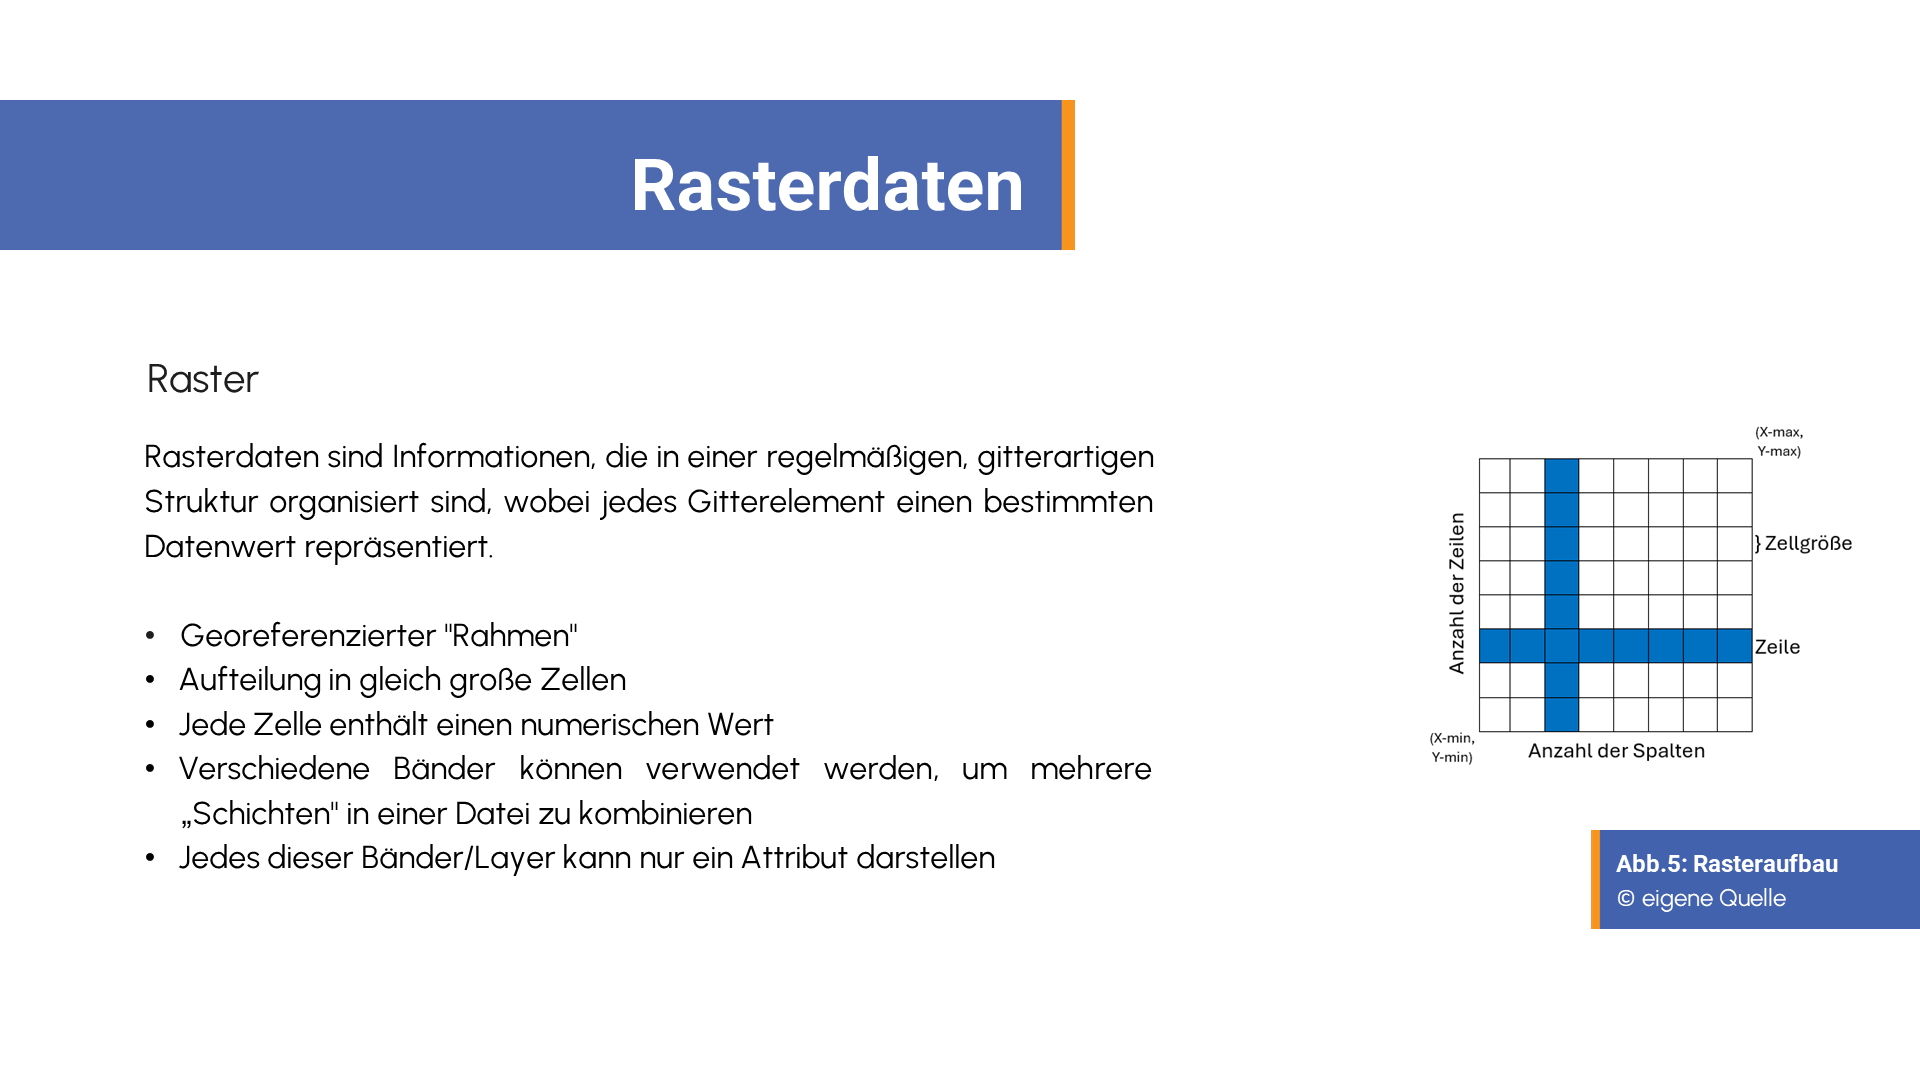 Rasterdaten
Raster
Rasterdaten sind Informationen, die in einer regelmäßigen, gitterartigen
Struktur organisiert sind, wobei jedes Gitterelement einen bestimmten
Datenwert repräsentiert.
• Georeferenzierter "Rahmen"
• Aufteilung in gleich große Zellen
• Jede Zelle enthält einen numerischen Wert
• Verschiedene Bänder können verwendet werden, um mehrere
„Schichten" in einer Datei zu kombinieren
• Jedes dieser Bänder/Layer kann nur ein Attribut darstellen
(X-max,
Y-max)
Anzahl der Zeilen
} Zellgröße
Zeile
(X-min,
Y-min)
Anzahl der Spalten
Abb.5: Rasteraufbau
© eigene Quelle